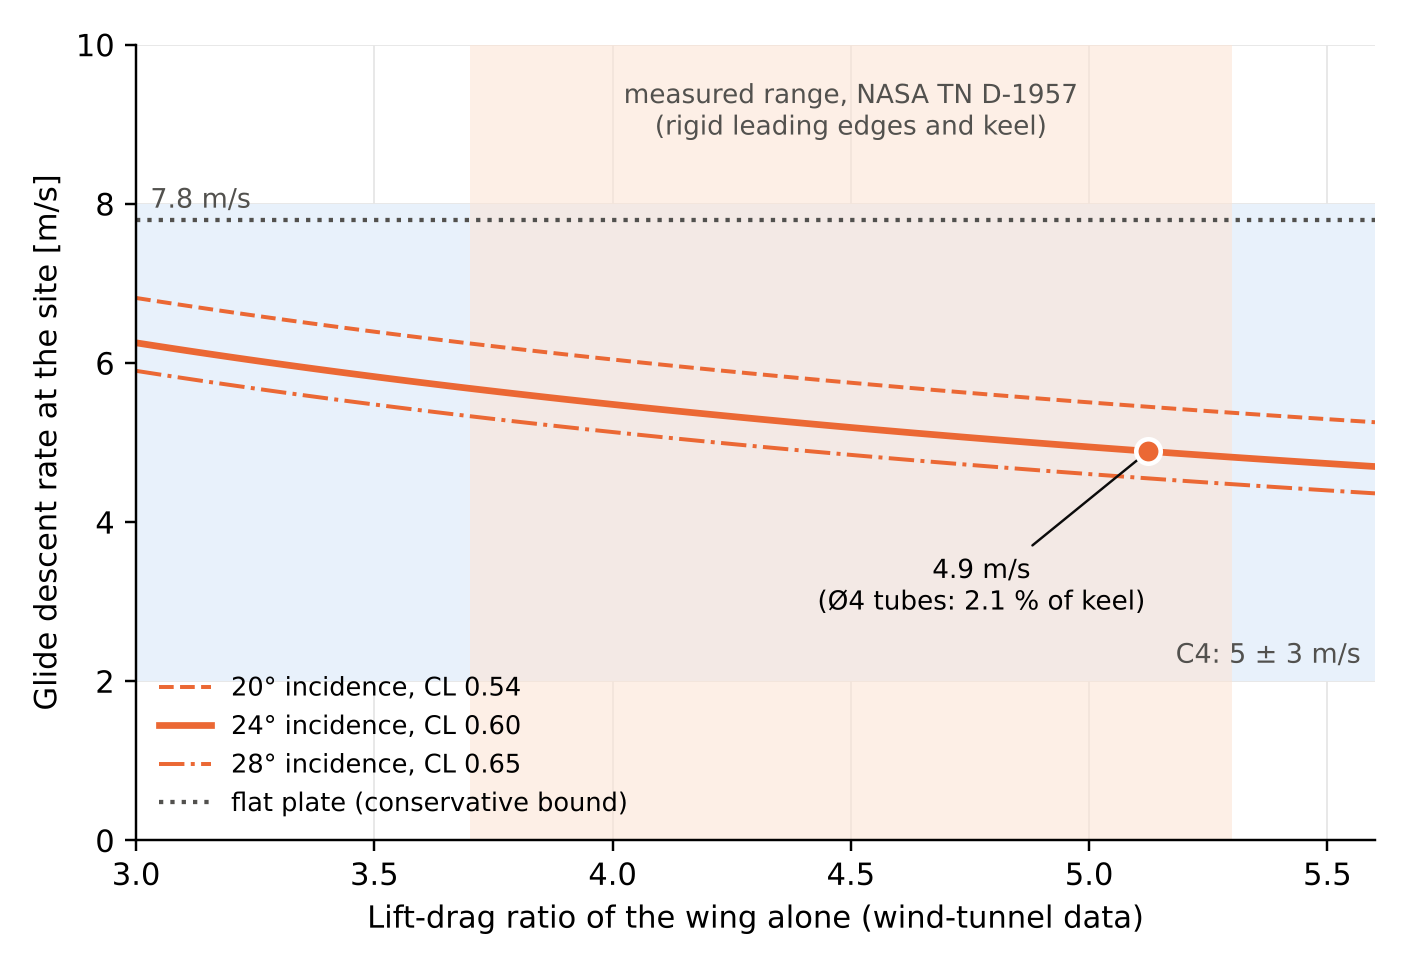 measured range, NASA TN D-1957
(rigid leading edges and keel)
7.8 m/s
4.9 m/s
(Ø4 tubes: 2.1 % of keel)
C4: 5 ± 3 m/s
20° incidence, CL 0.54
24° incidence, CL 0.60
28° incidence, CL 0.65
flat plate (conservative bound)
Glide descent rate at the site [m/s]
10
8
6
4
2
0
3.0 3.5 4.0 4.5 5.0 5.5
Lift-drag ratio of the wing alone (wind-tunnel data)